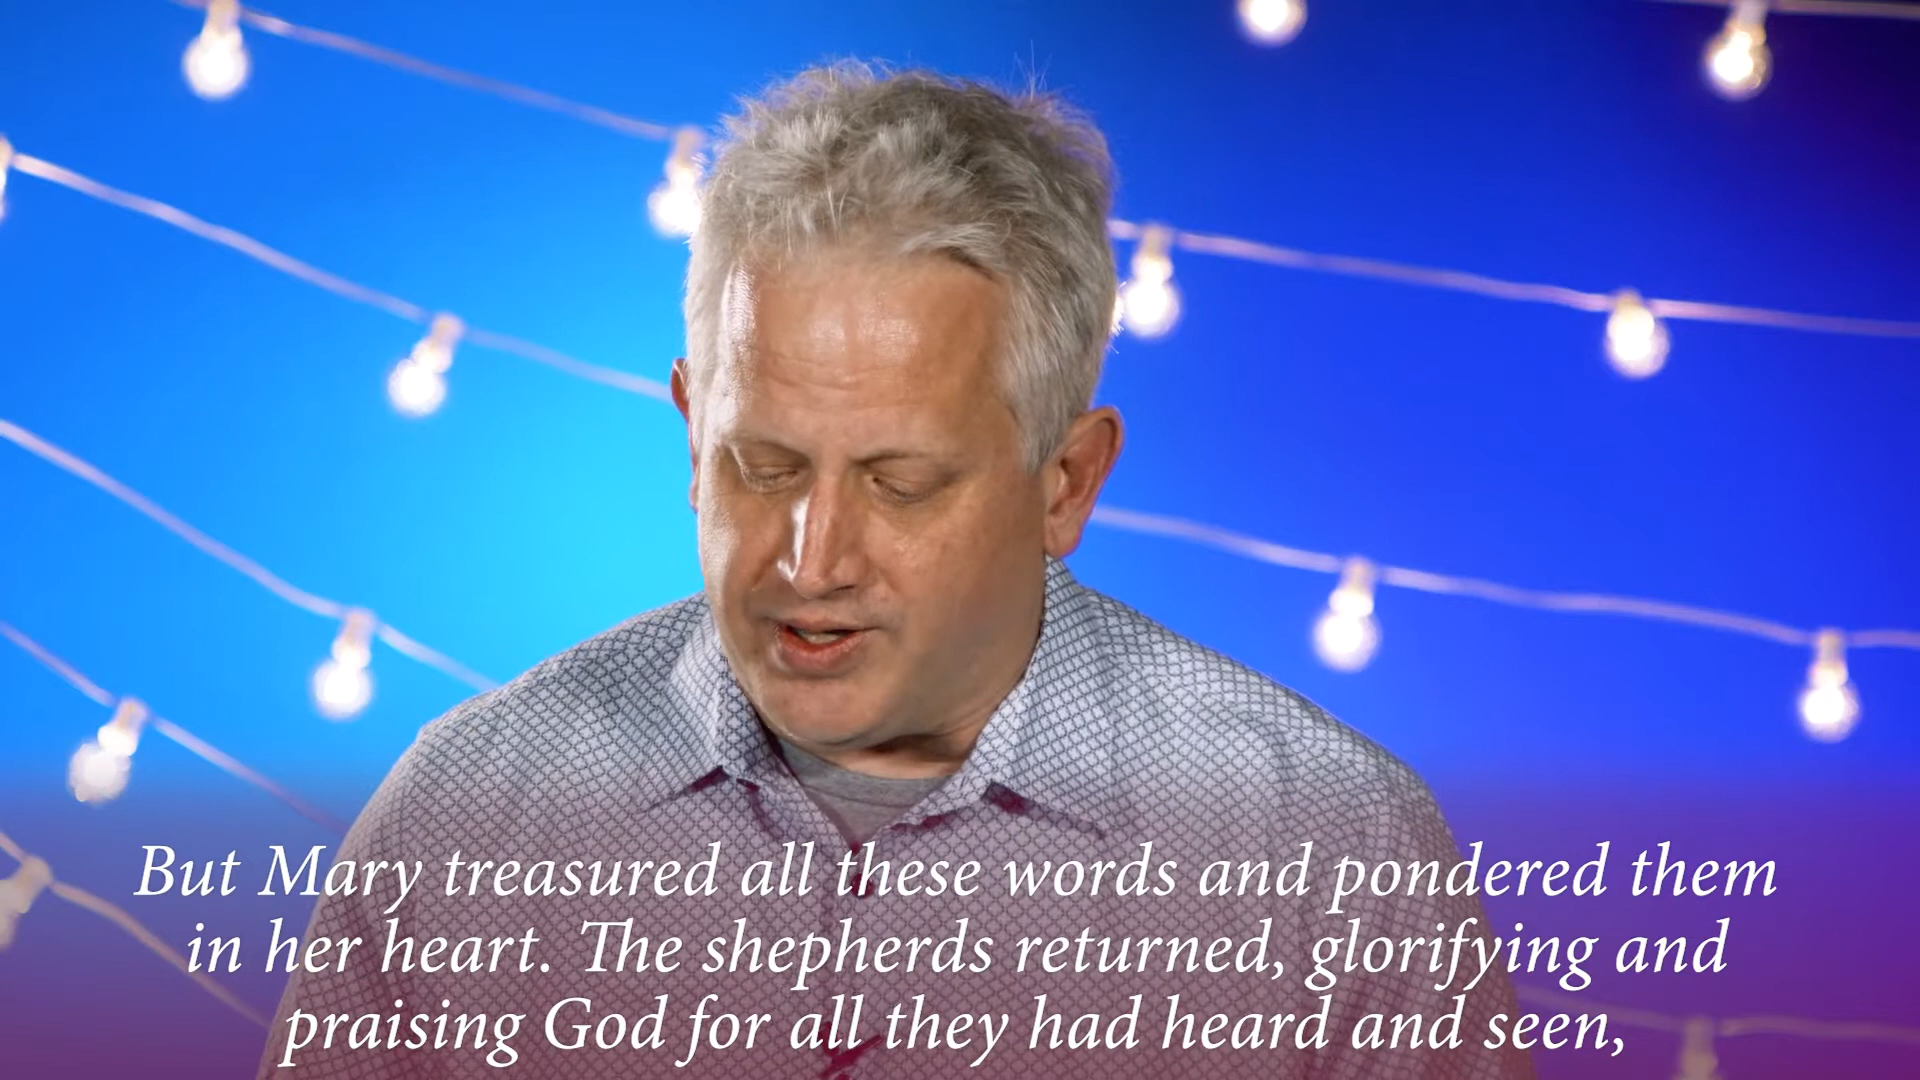 But Mary treasured all these words and pondered them
in her heart. The shepherds returned, glorifying and
praising God for all they had heard and seen,